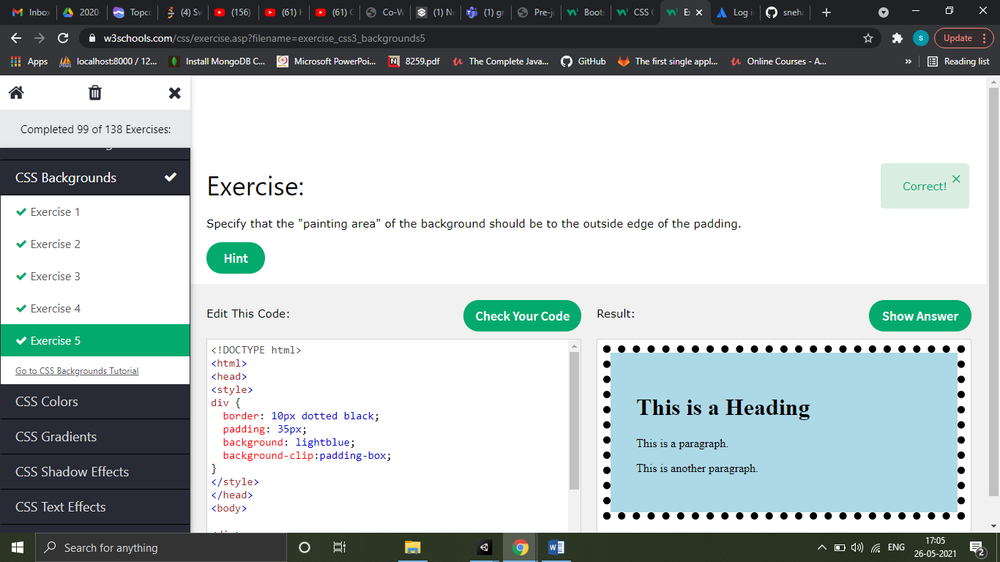 Inbox
2020-
Topco
(4) Sw
(156)
(61) H
(61) C
Co-W
(1) Ne
(1) gr
Pre-jo
Boots
CSS C
Ex
Log in
sneha
w3schools.com/css/exercise.asp?filename=exercise_css3_backgrounds5
S
Update
Apps
localhost:8000 / 12...
Install MongoDB C...
Microsoft PowerPoi...
8259.pdf
The Complete Java...
GitHub
The first single appl...
Online Courses - A...
»
Reading list
Completed 99 of 138 Exercises:
CSS Backgrounds
Exercise 1
Exercise 2
Exercise 3
Exercise 4
Exercise 5
Go to CSS Backgrounds Tutorial
CSS Colors
CSS Gradients
CSS Shadow Effects
CSS Text Effects
Exercise:
Correct!
Specify that the "painting area" of the background should be to the outside edge of the padding.
Hint
Edit This Code:
Check Your Code
Result:
Show Answer
<!DOCTYPE html>
<html>
<head>
<style>
div {
border: 10px dotted black;
padding: 35px;
background: lightblue;
background-clip:padding-box;
}
</style>
</head>
<body>
This is a Heading
This is a paragraph.
This is another paragraph.
Search for anything
ENG
17:05
26-05-2021
2